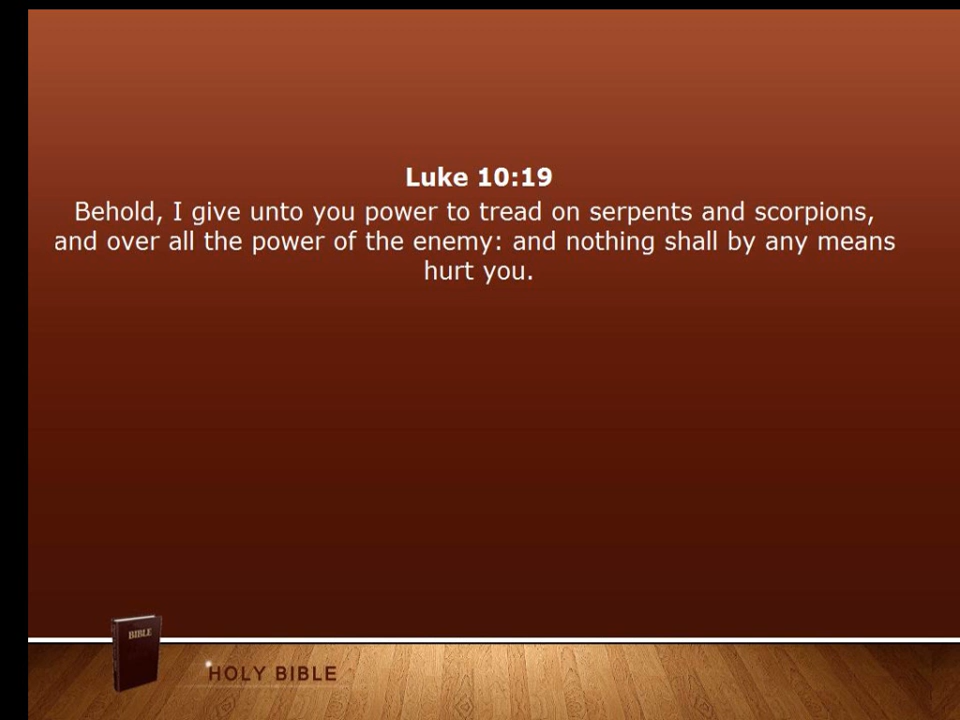 Luke 10:19
Behold, I give unto you power to tread on serpents and scorpions,
and over all the power of the enemy: and nothing shall by any means
hurt you.
BIBLE
HOLY BIBLE